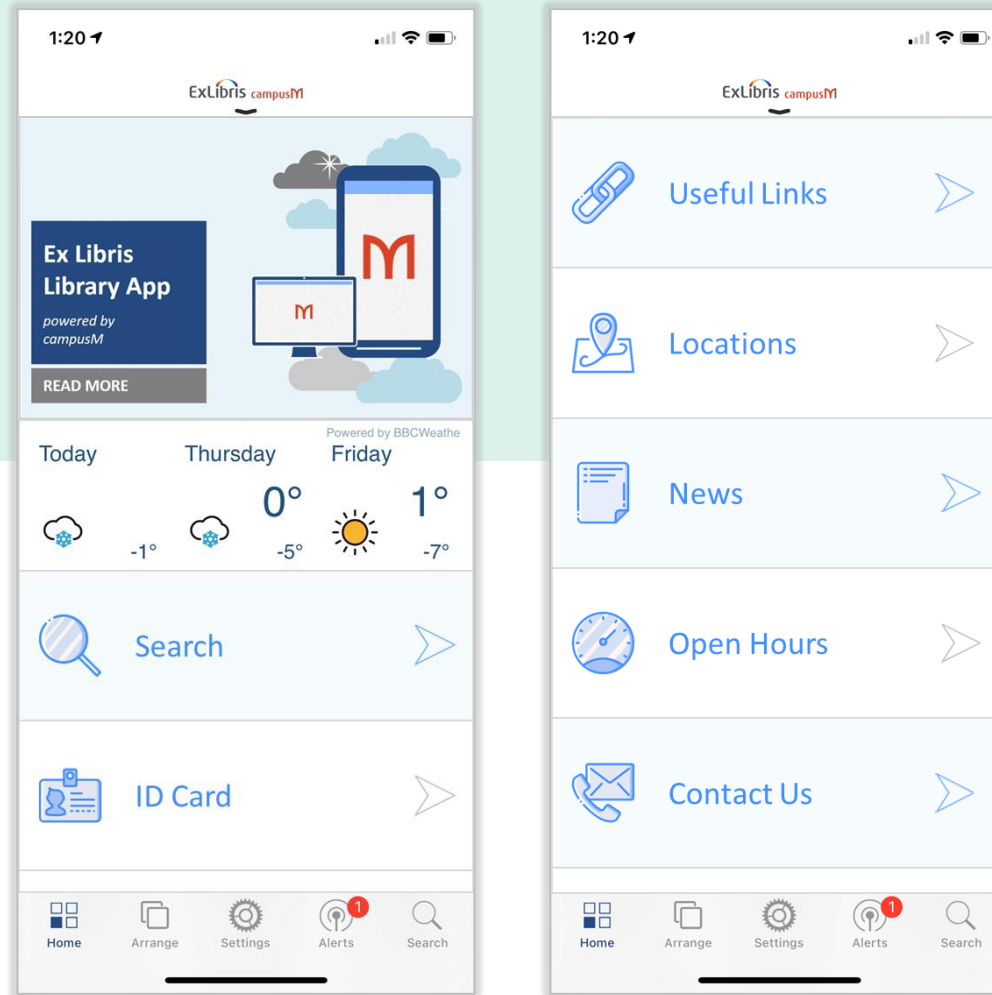 1:20
ExLibris campusM
Ex Libris
Library App
powered by
campusM
READ MORE
M
M
Powered by BBCWeathe
Today Thursday Friday
0° 1°
-1° -5° -7°
Search
ID Card
1
Home Arrange Settings Alerts Search
1:20
ExLibris campusM
Useful Links
Locations
News
Open Hours
Contact Us
1
Home Arrange Settings Alerts Search